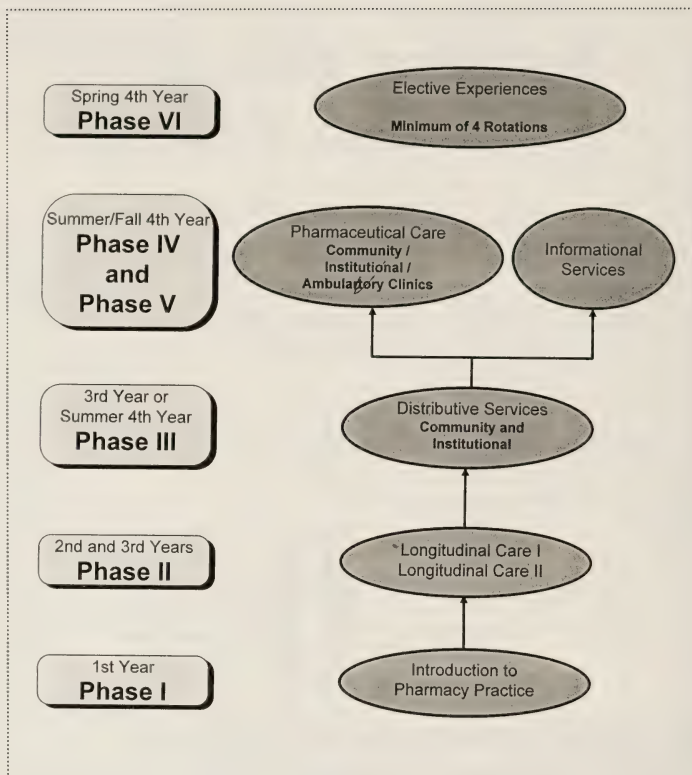 Spring 4th Year
Phase VI
Elective Experiences
Minimum of 4 Rotations
Summer/Fall 4th Year
Phase IV
and
Phase V
Pharmaceutical Care
Community /
Institutional /
Ambulatory Clinics
Informational
Services
3rd Year or
Summer 4th Year
Phase III
Distributive Services
Community and
Institutional
2nd and 3rd Years
Phase II
Longitudinal Care I
Longitudinal Care II
1st Year
Phase I
Introduction to
Pharmacy Practice